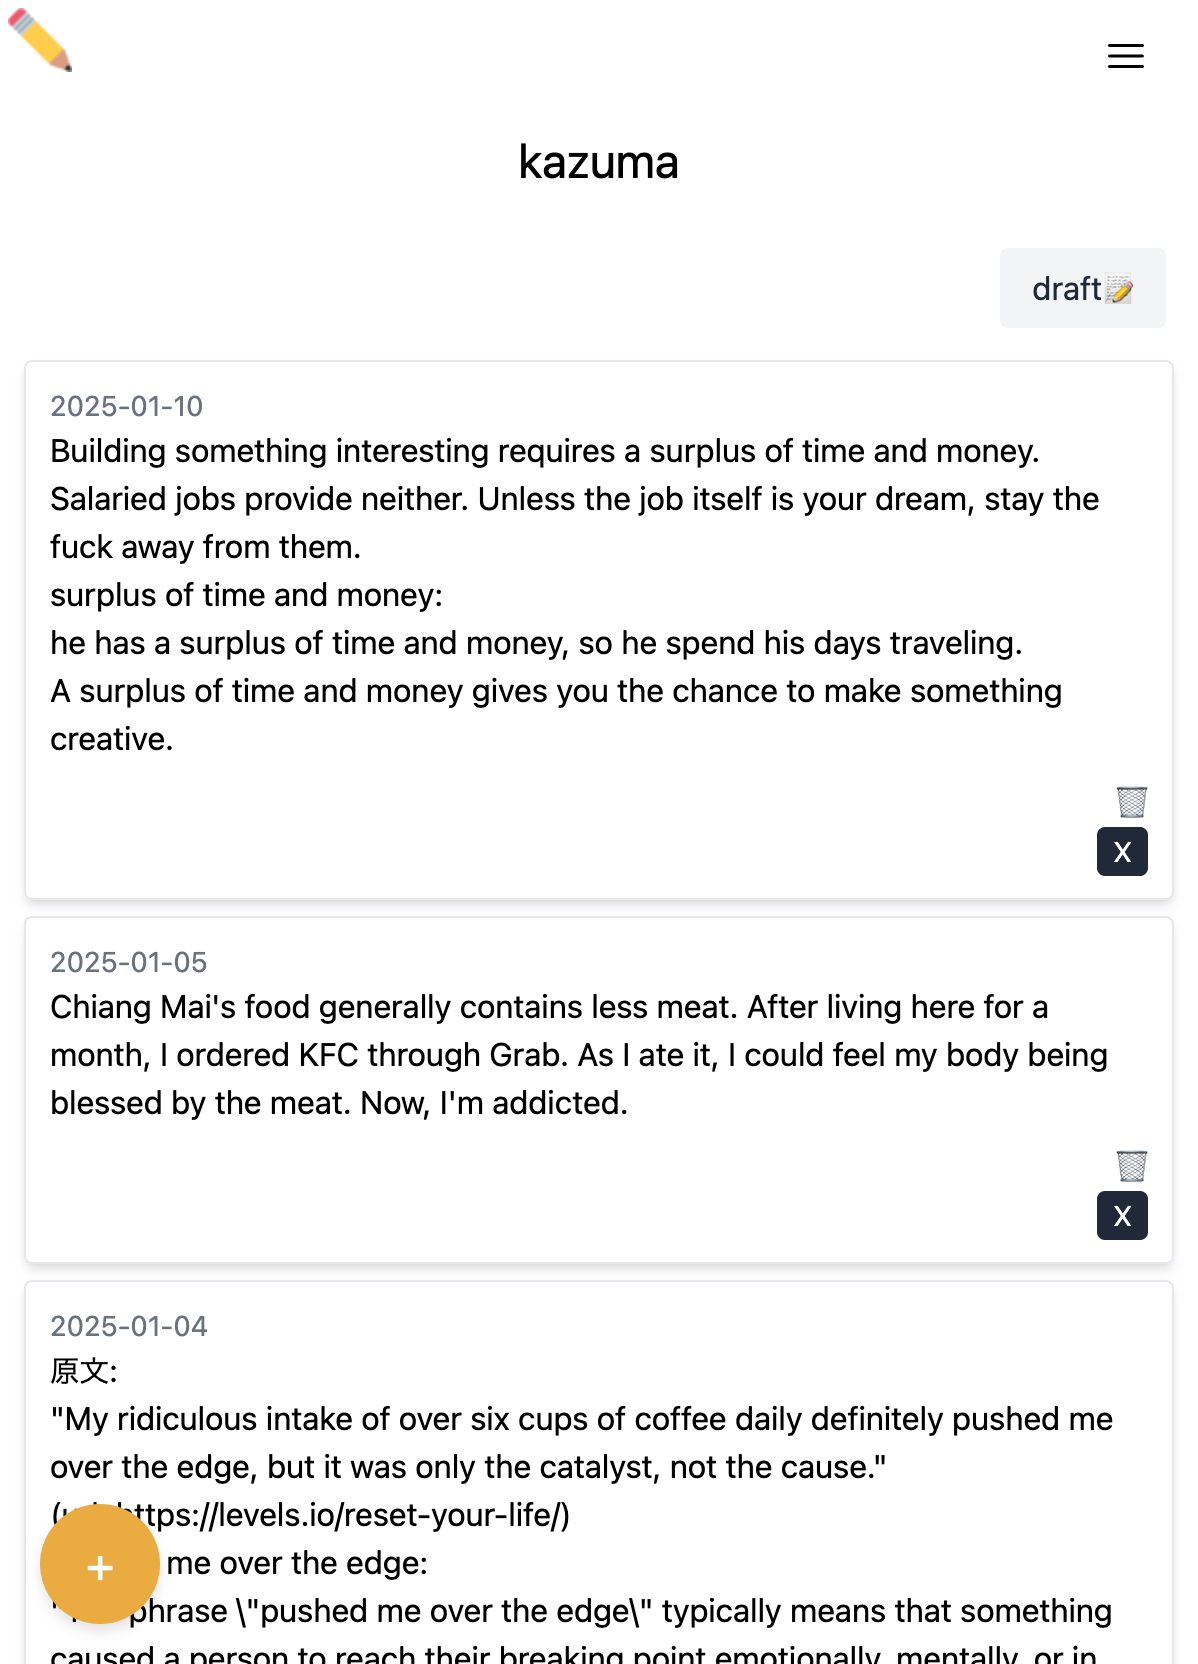 kazuma
draft
2025-01-10
Building something interesting requires a surplus of time and money.
Salaried jobs provide neither. Unless the job itself is your dream, stay the
fuck away from them.
surplus of time and money:
he has a surplus of time and money, so he spend his days traveling.
A surplus of time and money gives you the chance to make something
creative.
X
2025-01-05
Chiang Mai's food generally contains less meat. After living here for a
month, I ordered KFC through Grab. As I ate it, I could feel my body being
blessed by the meat. Now, I'm addicted.
X
2025-01-04
原文:
"My ridiculous intake of over six cups of coffee daily definitely pushed me
over the edge, but it was only the catalyst, not the cause."
ttps://levels.io/reset-your-life/)
+ me over the edge:
phrase \"pushed me over the edge\" typically means that something
caused a person to reach their breaking point emotionally, mentally, or in